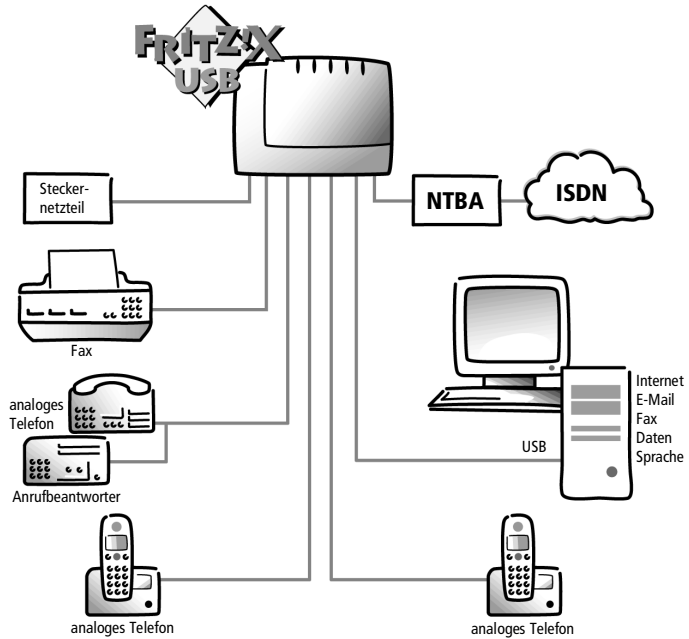 FRITZ!X
USB
Stecker-
netzteil
NTBA
ISDN
Fax
analoges
Telefon
Anrufbeantworter
USB
Internet
E-Mail
Fax
Daten
Sprache
analoges Telefon
analoges Telefon